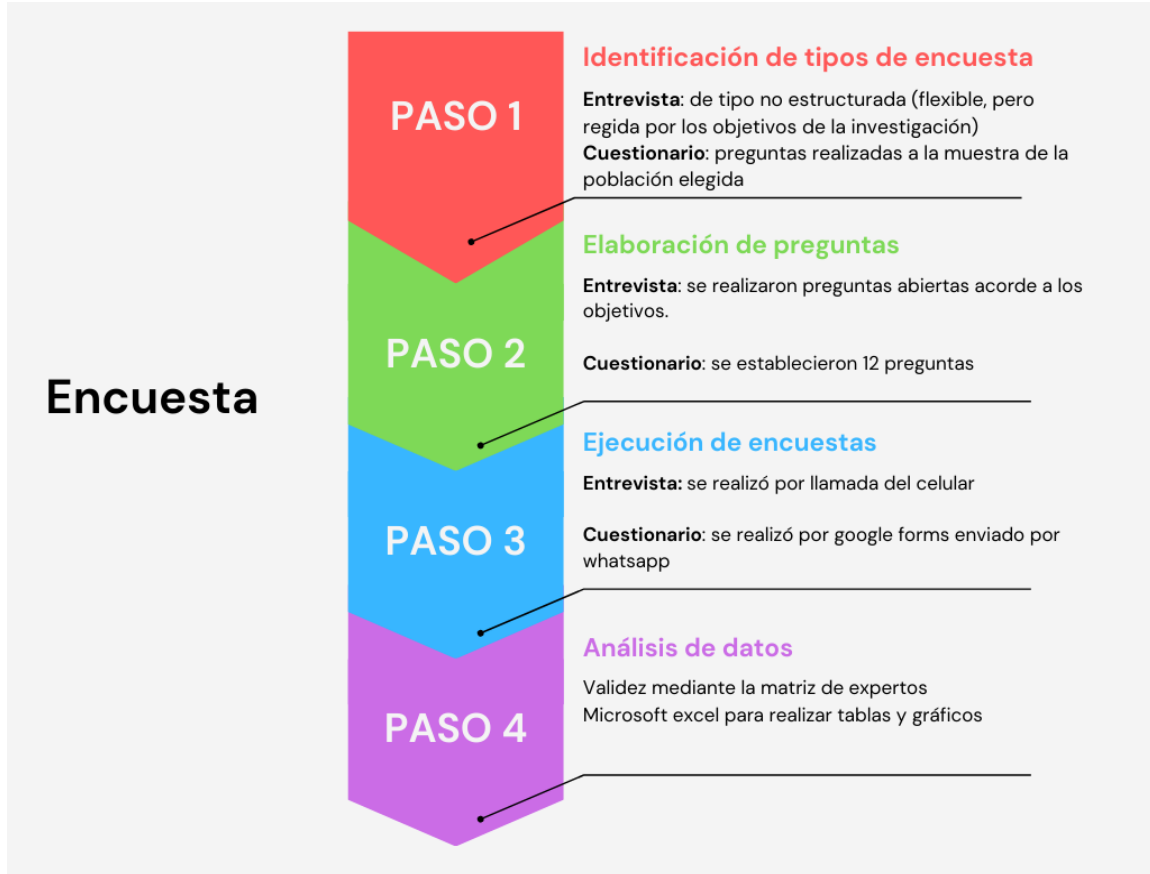 Encuesta
PASO 1
Identificación de tipos de encuesta
Entrevista: de tipo no estructurada (flexible, pero
regida por los objetivos de la investigación)
Cuestionario: preguntas realizadas a la muestra de la
población elegida
PASO 2
Elaboración de preguntas
Entrevista: se realizaron preguntas abiertas acorde a los
objetivos.
Cuestionario: se establecieron 12 preguntas
PASO 3
Ejecución de encuestas
Entrevista: se realizó por llamada del celular
Cuestionario: se realizó por google forms enviado por
whatsapp
PASO 4
Análisis de datos
Validez mediante la matriz de expertos
Microsoft excel para realizar tablas y gráficos